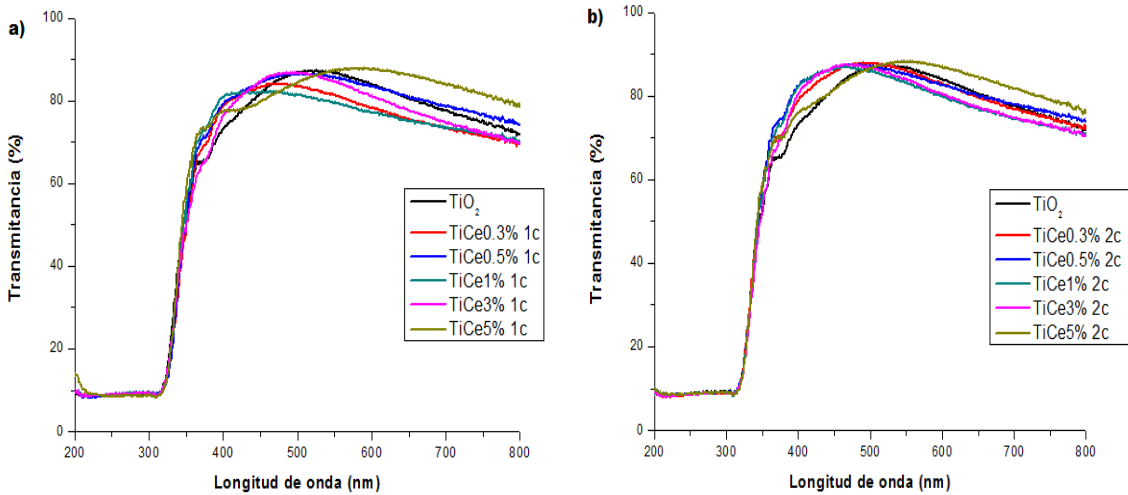 a)
Transmitancia (%)
100
80
60
40
20
0
200
300
400
500
600
700
800
Longitud de onda (nm)
TiO₂
TiCe0.3% 1c
TiCe0.5% 1c
TiCe1% 1c
TiCe3% 1c
TiCe5% 1c
b)
Transmitancia (%)
100
80
60
40
20
0
200
300
400
500
600
700
800
Longitud de onda (nm)
TiO₂
TiCe0.3% 2c
TiCe0.5% 2c
TiCe1% 2c
TiCe3% 2c
TiCe5% 2c